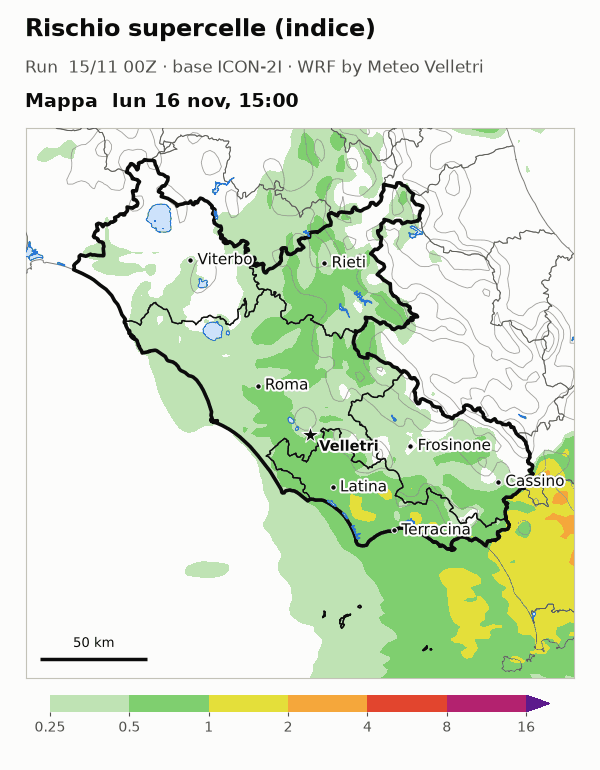 Rischio supercelle (indice)
Run 15/11 00Z · base ICON-2I · WRF by Meteo Velletri
Mappa lun 16 nov, 15:00
Viterbo
Rieti
Roma
Velletri
Frosinone
Latina
Cassino
Terracina
50 km
0.25 0.5 1 2 4 8 16